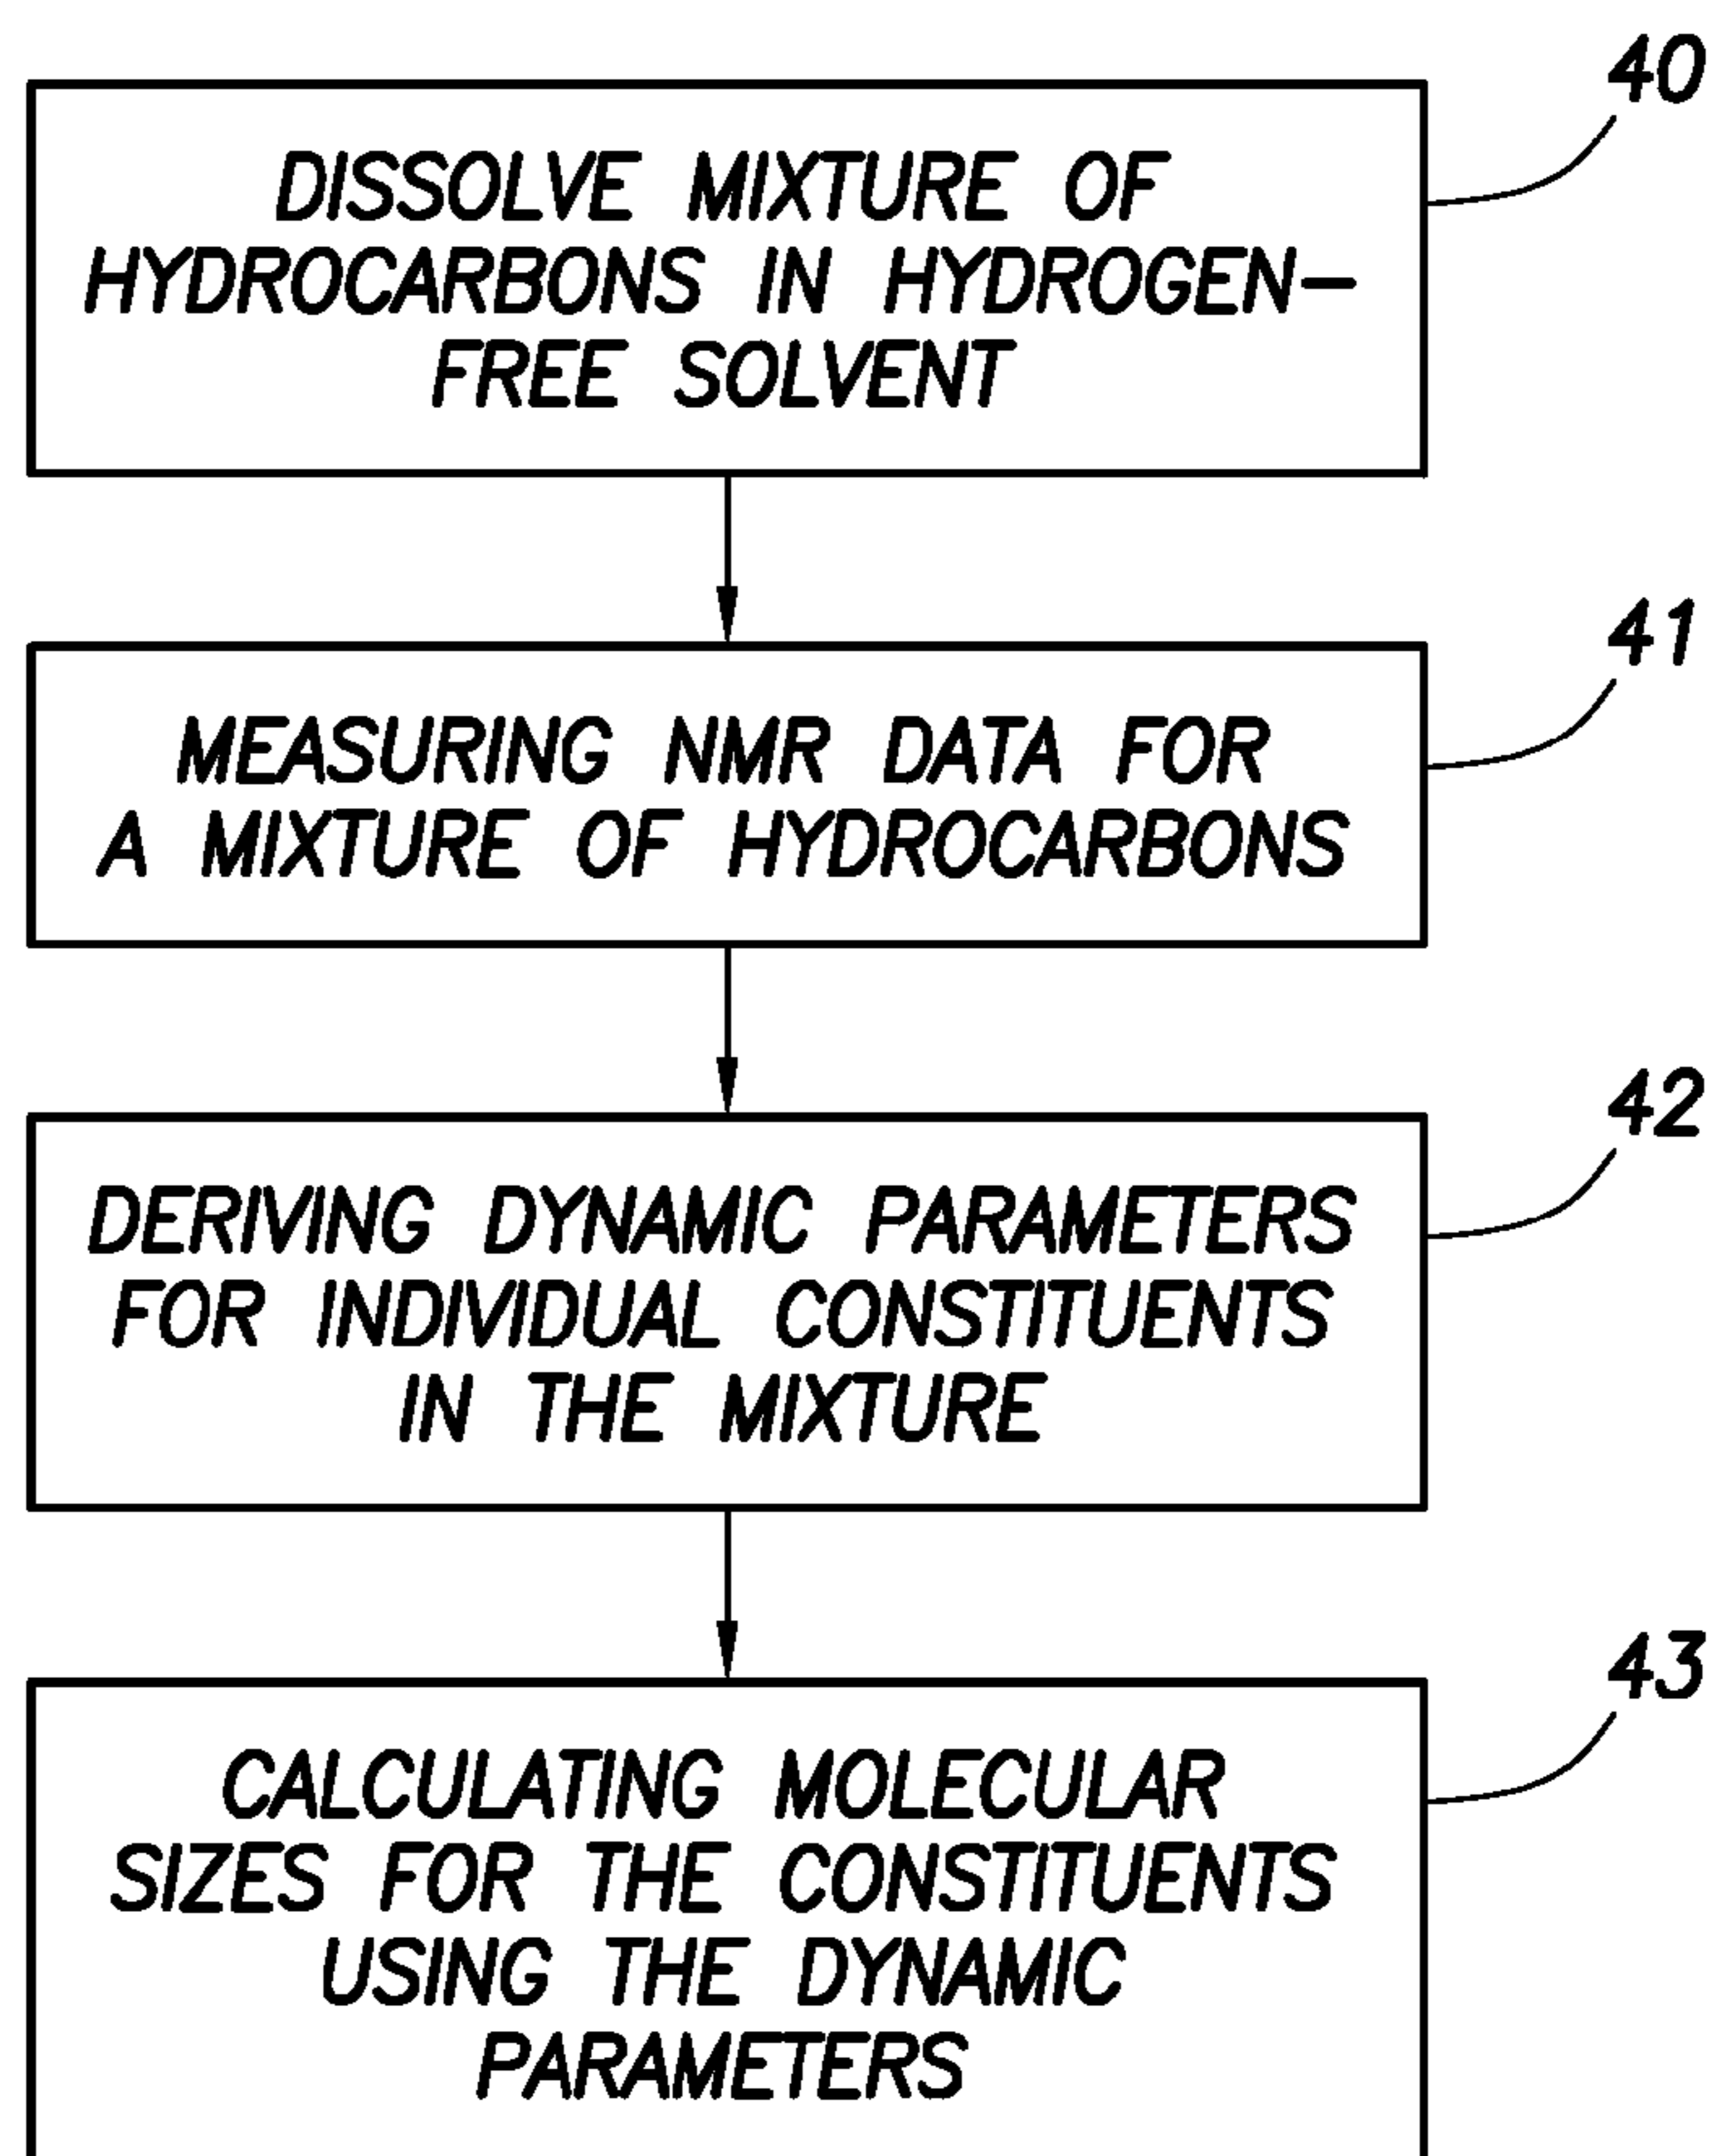 40
DISSOLVE MIXTURE OF
HYDROCARBONS IN HYDROGEN-
FREE SOLVENT
41
MEASURING NMR DATA FOR
A MIXTURE OF HYDROCARBONS
42
DERIVING DYNAMIC PARAMETERS
FOR INDIVIDUAL CONSTITUENTS
IN THE MIXTURE
43
CALCULATING MOLECULAR
SIZES FOR THE CONSTITUENTS
USING THE DYNAMIC
PARAMETERS